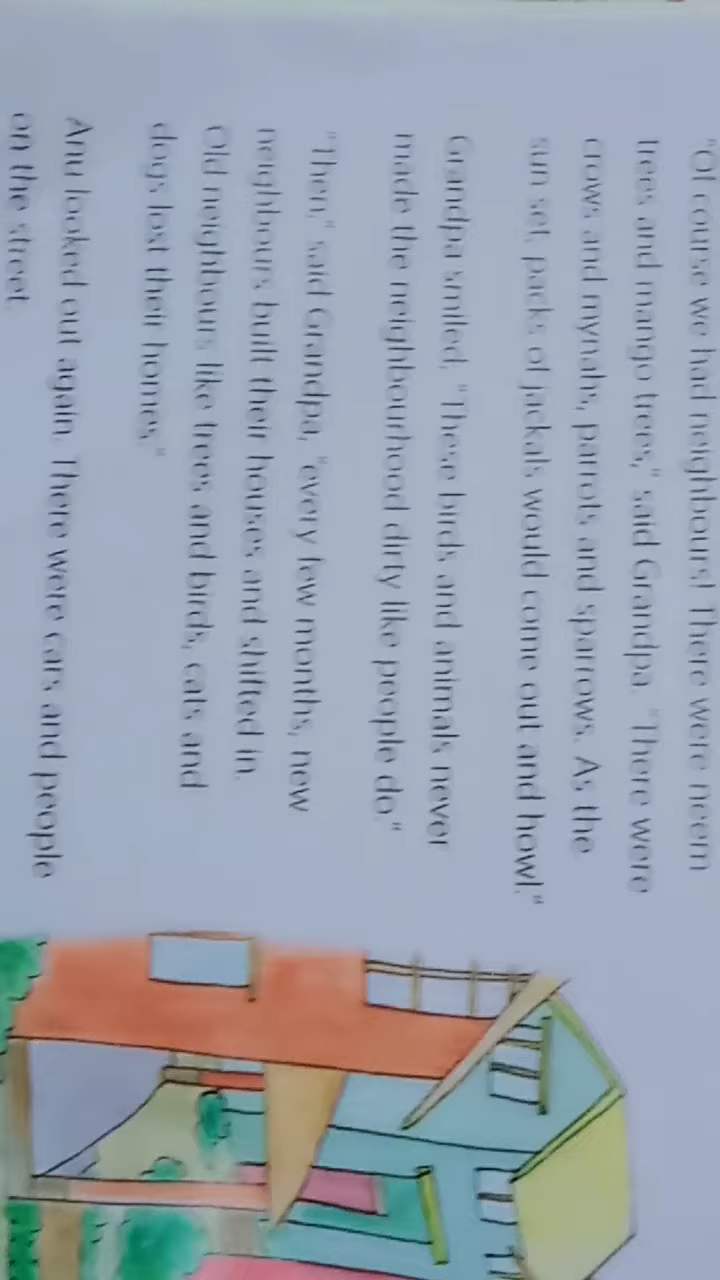 "Of course we had neighbours! There were neem
trees and mango trees," said Grandpa. "There were
crows and mynahs, parrots and sparrows. As the
sun set, packs of jackals would come out and howl."
Grandpa smiled, "These birds and animals never
made the neighbourhood dirty like people do."
"Then," said Grandpa, "every few months, new
neighbours built their houses and shifted in.
Old neighbours like trees and birds, cats and
dogs lost their homes."
Anu looked out again. There were cars and people
on the street.